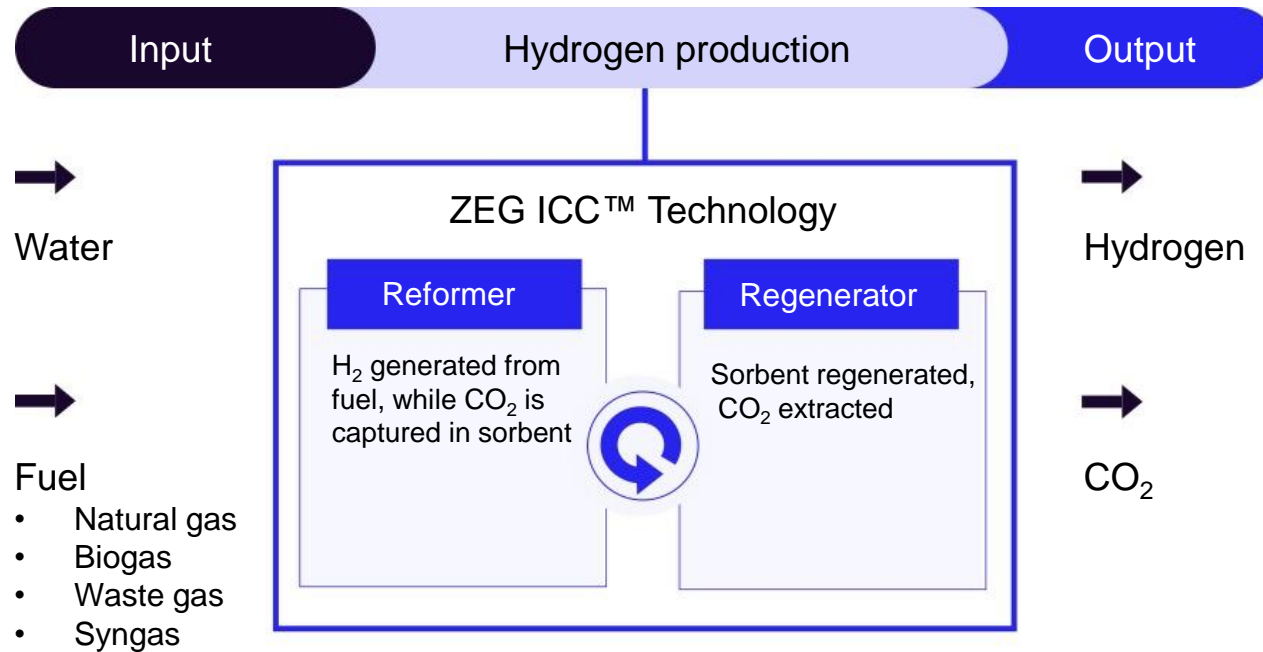 Input
Hydrogen production
Output
Water
Fuel
• Natural gas
• Biogas
• Waste gas
• Syngas
ZEG ICC™ Technology
Reformer
H₂ generated from
fuel, while CO₂ is
captured in sorbent
Regenerator
Sorbent regenerated,
CO₂ extracted
Hydrogen
CO₂